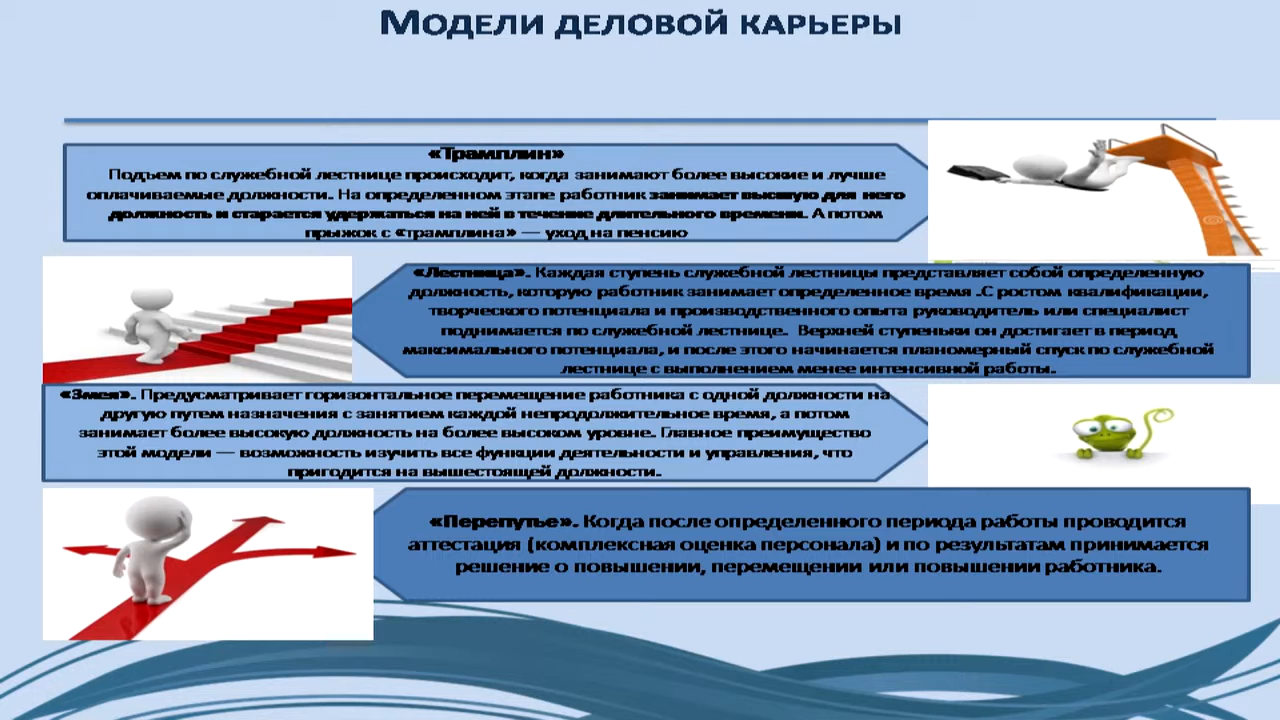 Модели деловой карьеры
«Трамплин»
Подъем по служебной лестнице происходит, когда занимают более высокие и лучше
оплачиваемые должности. На определенном этапе работник занимает высшую для него
должность и старается удержаться на ней в течение длительного времени. А потом
прыжок с «трамплина» — уход на пенсию
«Лестница». Каждая ступень служебной лестницы представляет собой определенную
должность, которую работник занимает определенное время .С ростом квалификации,
творческого потенциала и производственного опыта руководитель или специалист
поднимается по служебной лестнице. Верхней ступеньки он достигает в период
максимального потенциала, и после этого начинается планомерный спуск по служебной
лестнице с выполнением менее интенсивной работы.
«Змея». Предусматривает горизонтальное перемещение работника с одной должности на
другую путем назначения с занятием каждой непродолжительное время, а потом
занимает более высокую должность на более высоком уровне. Главное преимущество
этой модели — возможность изучить все функции деятельности и управления, что
пригодится на вышестоящей должности.
«Перепутье». Когда после определенного периода работы проводится
аттестация (комплексная оценка персонала) и по результатам принимается
решение о повышении, перемещении или повышении работника.